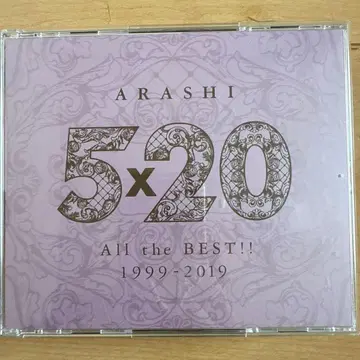 ARASHI
5x20
All the BEST!!
1999-2019